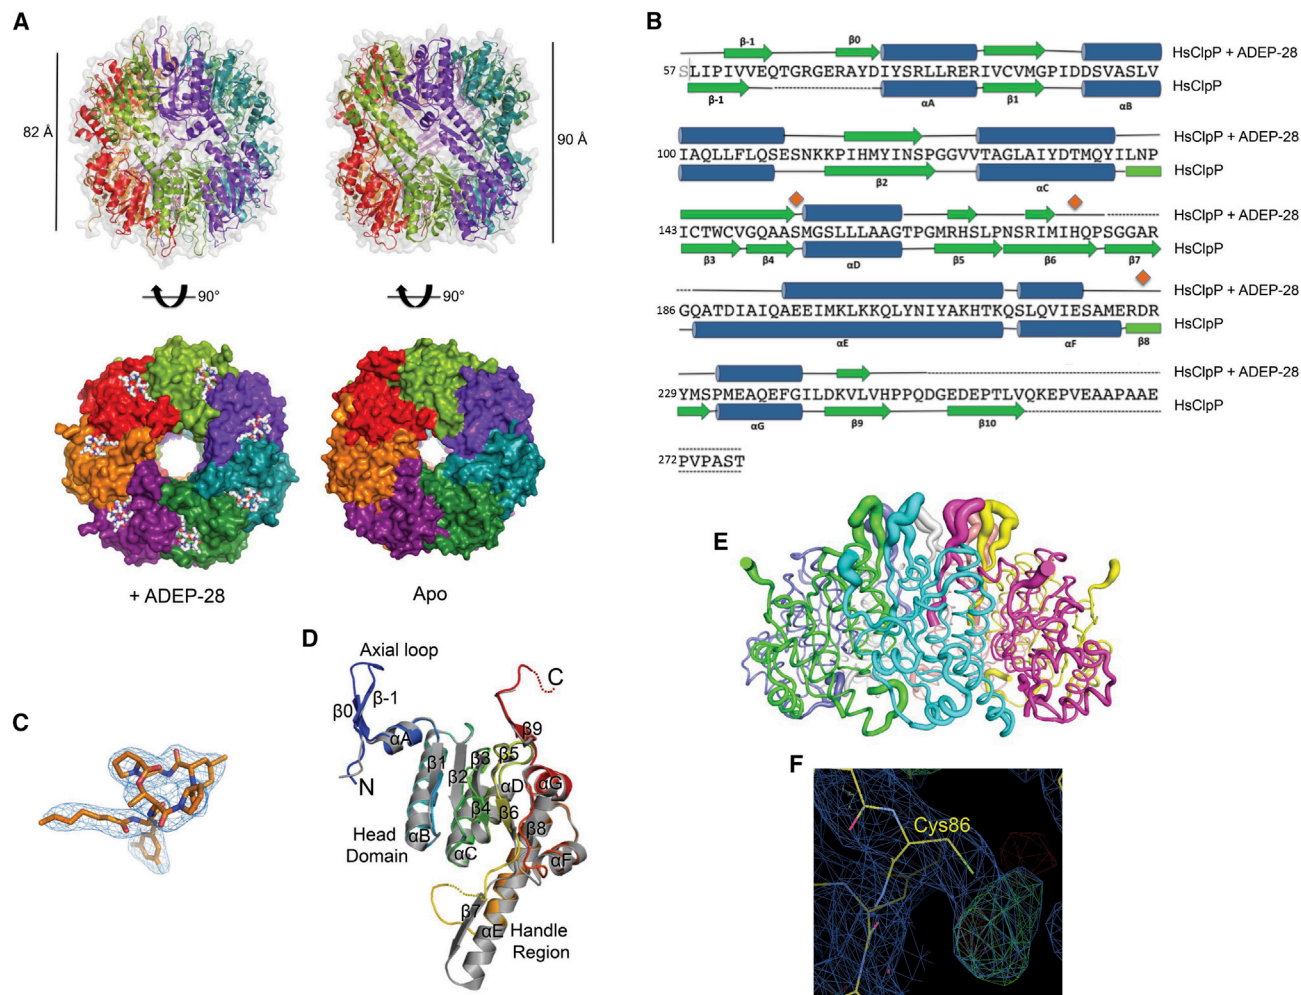 A
82 Å
90 Å
90°
90°
+ ADEP-28
Apo
B
β-1
β0
HsClpP + ADEP-28
57 SLIPIVVEQTGRGERAYDIYSRLLRERIVCVMGPIDDSVASLV
HsClpP
β-1
αA
β1
αB
HsClpP + ADEP-28
100 IAQLLFLQSESNKKPIHMYINSPGGVVTAGLAIYDTMQYILNP
HsClpP
β2
αC
HsClpP + ADEP-28
143 ICTWCVGQAASMGSLLLAAGTPGMRHSLPNSRIMIHQPSGGAR
HsClpP
β3
β4
αD
β5
β6
β7
HsClpP + ADEP-28
186 GQATDIAIQAEEIMKLKKQLYNIYAKHTKQSLQVIESAMERDR
HsClpP
αE
αF
β8
HsClpP + ADEP-28
229 YMSPMEAQEFGILDKVLVHPPQDGEDEPTLVQKEPVEAAPAAE
HsClpP
αG
β9
β10
272 PVPAST
C
D
Axial loop
β0
β-1
αA
N
C
β9
β1
β2
β3
β5
αD
αG
β4
β6
β8
αB
αC
αF
Head
Domain
β7
αE
Handle
Region
E
F
Cys86